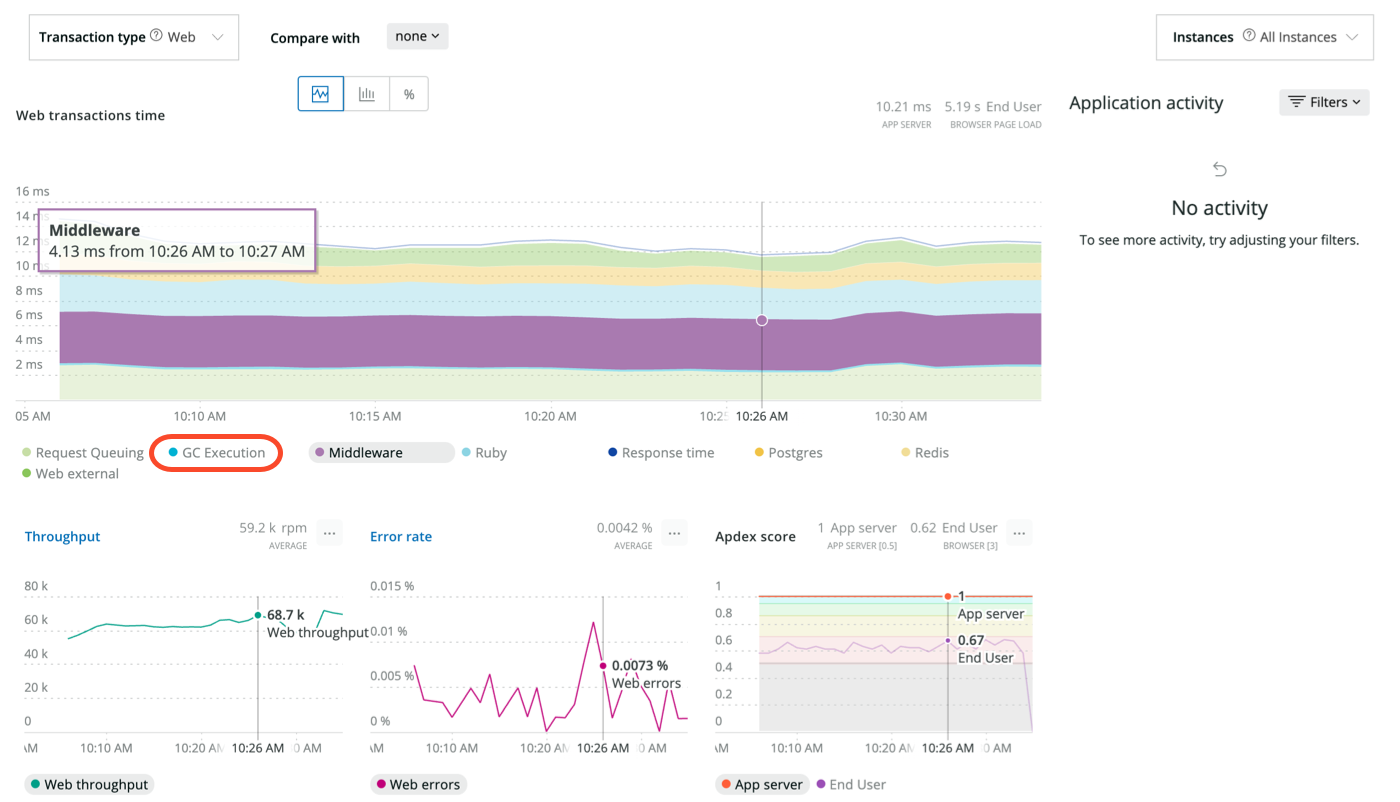 Transaction type ? Web
Compare with
none
Instances ? All Instances
%
Web transactions time
10.21 ms
APP SERVER
5.19 s End User
BROWSER PAGE LOAD
Application activity
Filters
No activity
To see more activity, try adjusting your filters.
16 ms
14 ms
12 ms
10 ms
8 ms
6 ms
4 ms
2 ms
Middleware
4.13 ms from 10:26 AM to 10:27 AM
05 AM
10:10 AM
10:15 AM
10:20 AM
10:25
10:26 AM
10:30 AM
Request Queuing
GC Execution
Middleware
Ruby
Response time
Postgres
Redis
Web external
Throughput
59.2 k rpm
AVERAGE
...
80 k
60 k
40 k
20 k
0
68.7 k
Web throughput
AM
10:10 AM
10:20 AM
10:26 AM
0 AM
Web throughput
Error rate
0.0042 %
AVERAGE
...
0.015 %
0.01 %
0.005 %
0 %
0.0073 %
Web errors
AM
10:10 AM
10:20 AM
10:26 AM
0 AM
Web errors
Apdex score
1 App server
APP SERVER [0.5]
0.62 End User
BROWSER [3]
...
1
0.8
0.6
0.4
0.2
0
1
App server
0.67
End User
AM
10:10 AM
10:20 AM
10:26 AM
0 AM
App server
End User